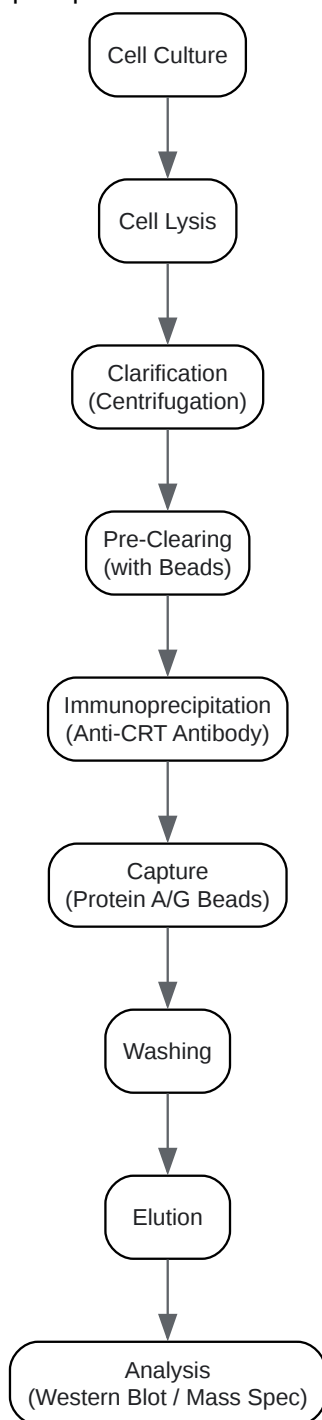 Cell Culture
Cell Lysis
Clarification
(Centrifugation)
Pre-Clearing
(with Beads)
Immunoprecipitation
(Anti-CRT Antibody)
Capture
(Protein A/G Beads)
Washing
Elution
Analysis
(Western Blot / Mass Spec)